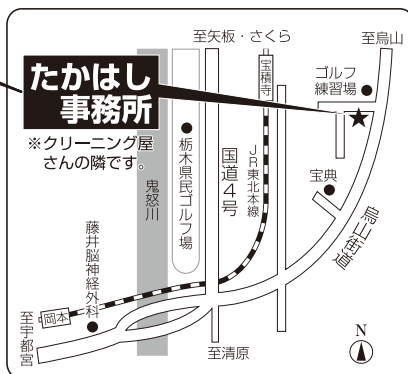 至矢板・さくら
至烏山
宝積寺
ゴルフ
練習場
たかはし
事務所
※クリーニング屋
さんの隣です。
栃木県民ゴルフ場
国道4号
JR東北本線
宝典
鬼怒川
烏山街道
藤井脳神経外科
岡本
至宇都宮
至清原
N